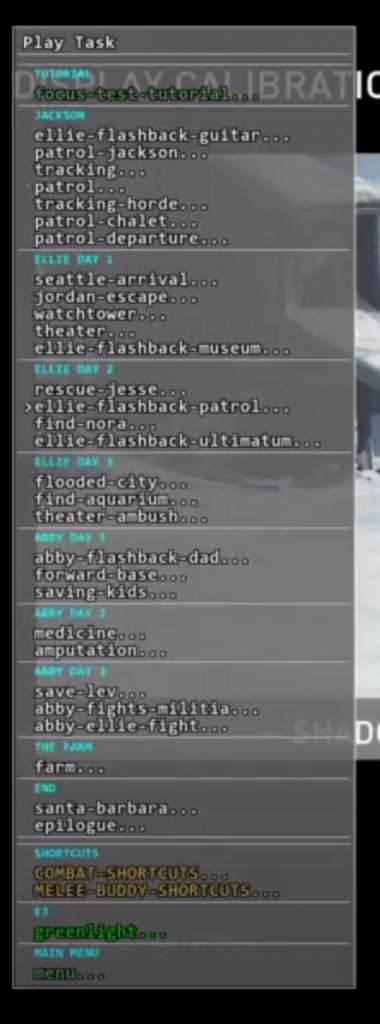 Play Task
TUTORIAL
focus-test-tutorial...
DISPLAY CALIBRATIO
JACKSON
ellie-flashback-guitar...
patrol-jackson...
tracking...
patrol...
tracking-horde...
patrol-chalet...
patrol-departure...
ELLIE DAY 1
seattle-arrival...
jordan-escape...
watchtower...
theater...
ellie-flashback-museum...
ELLIE DAY 2
rescue-jesse...
>ellie-flashback-patrol...
find-nora...
ellie-flashback-ultimatum...
ELLIE DAY 3
flooded-city...
find-aquarium...
theater-ambush...
ABBY DAY 1
abby-flashback-dad...
forward-base...
saving-kids...
ABBY DAY 2
medicine...
amputation...
ABBY DAY 3
save-lev...
abby-fights-militia...
abby-ellie-fight...
SHADO
THE FARM
farm...
END
santa-barbara...
epilogue...
SHORTCUTS
COMBAT-SHORTCUTS...
MELEE-BUDDY-SHORTCUTS...
E3
greenlight...
MAIN MENU
menu...